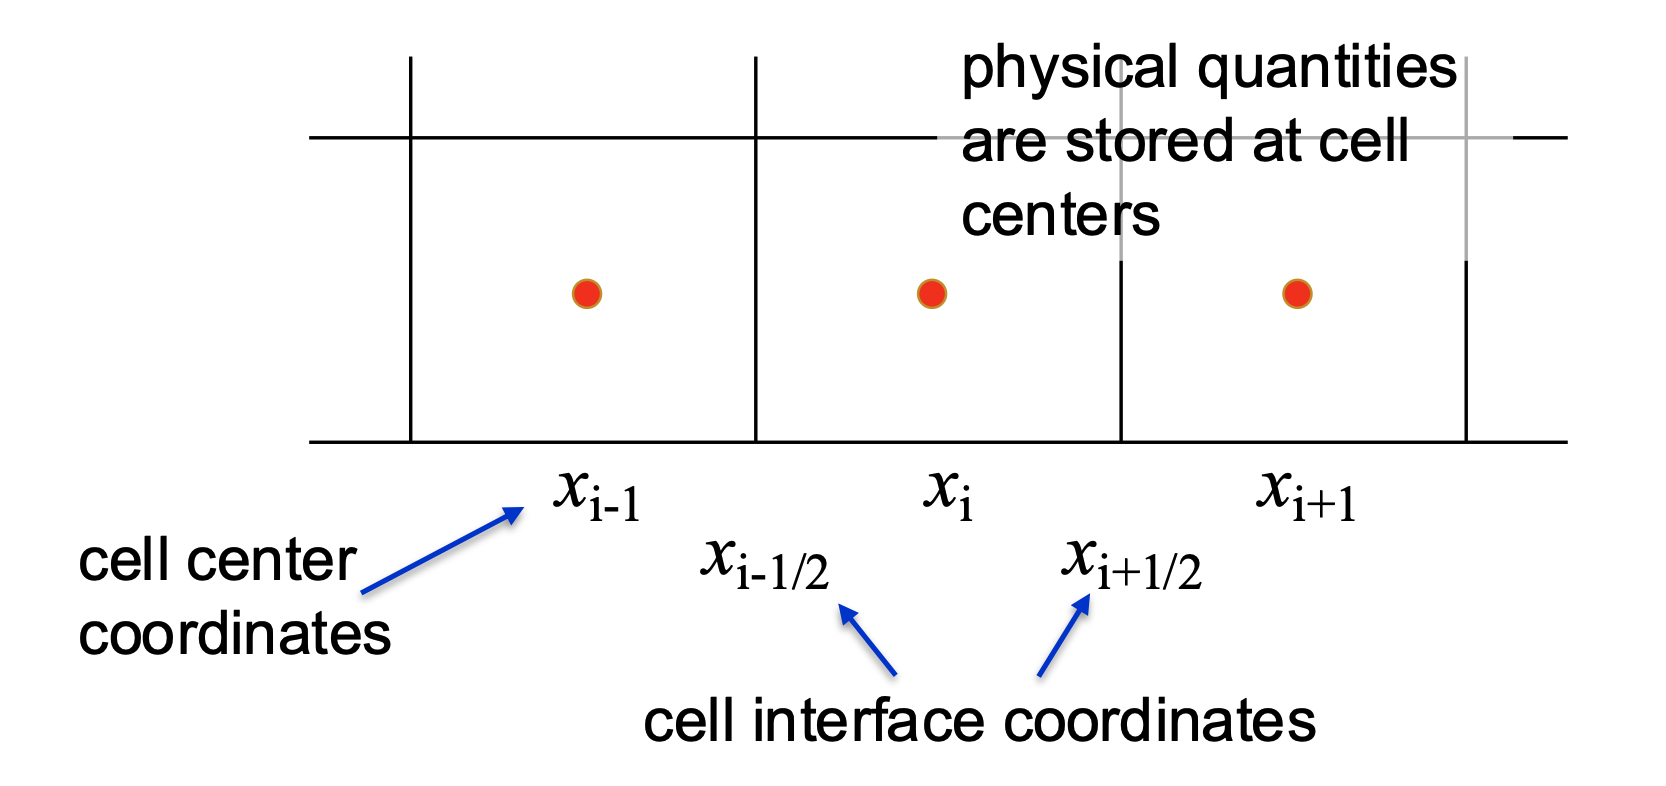 physical quantities
are stored at cell
centers
x_{i-1}
x_i
x_{i+1}
x_{i-1/2}
x_{i+1/2}
cell center
coordinates
cell interface coordinates